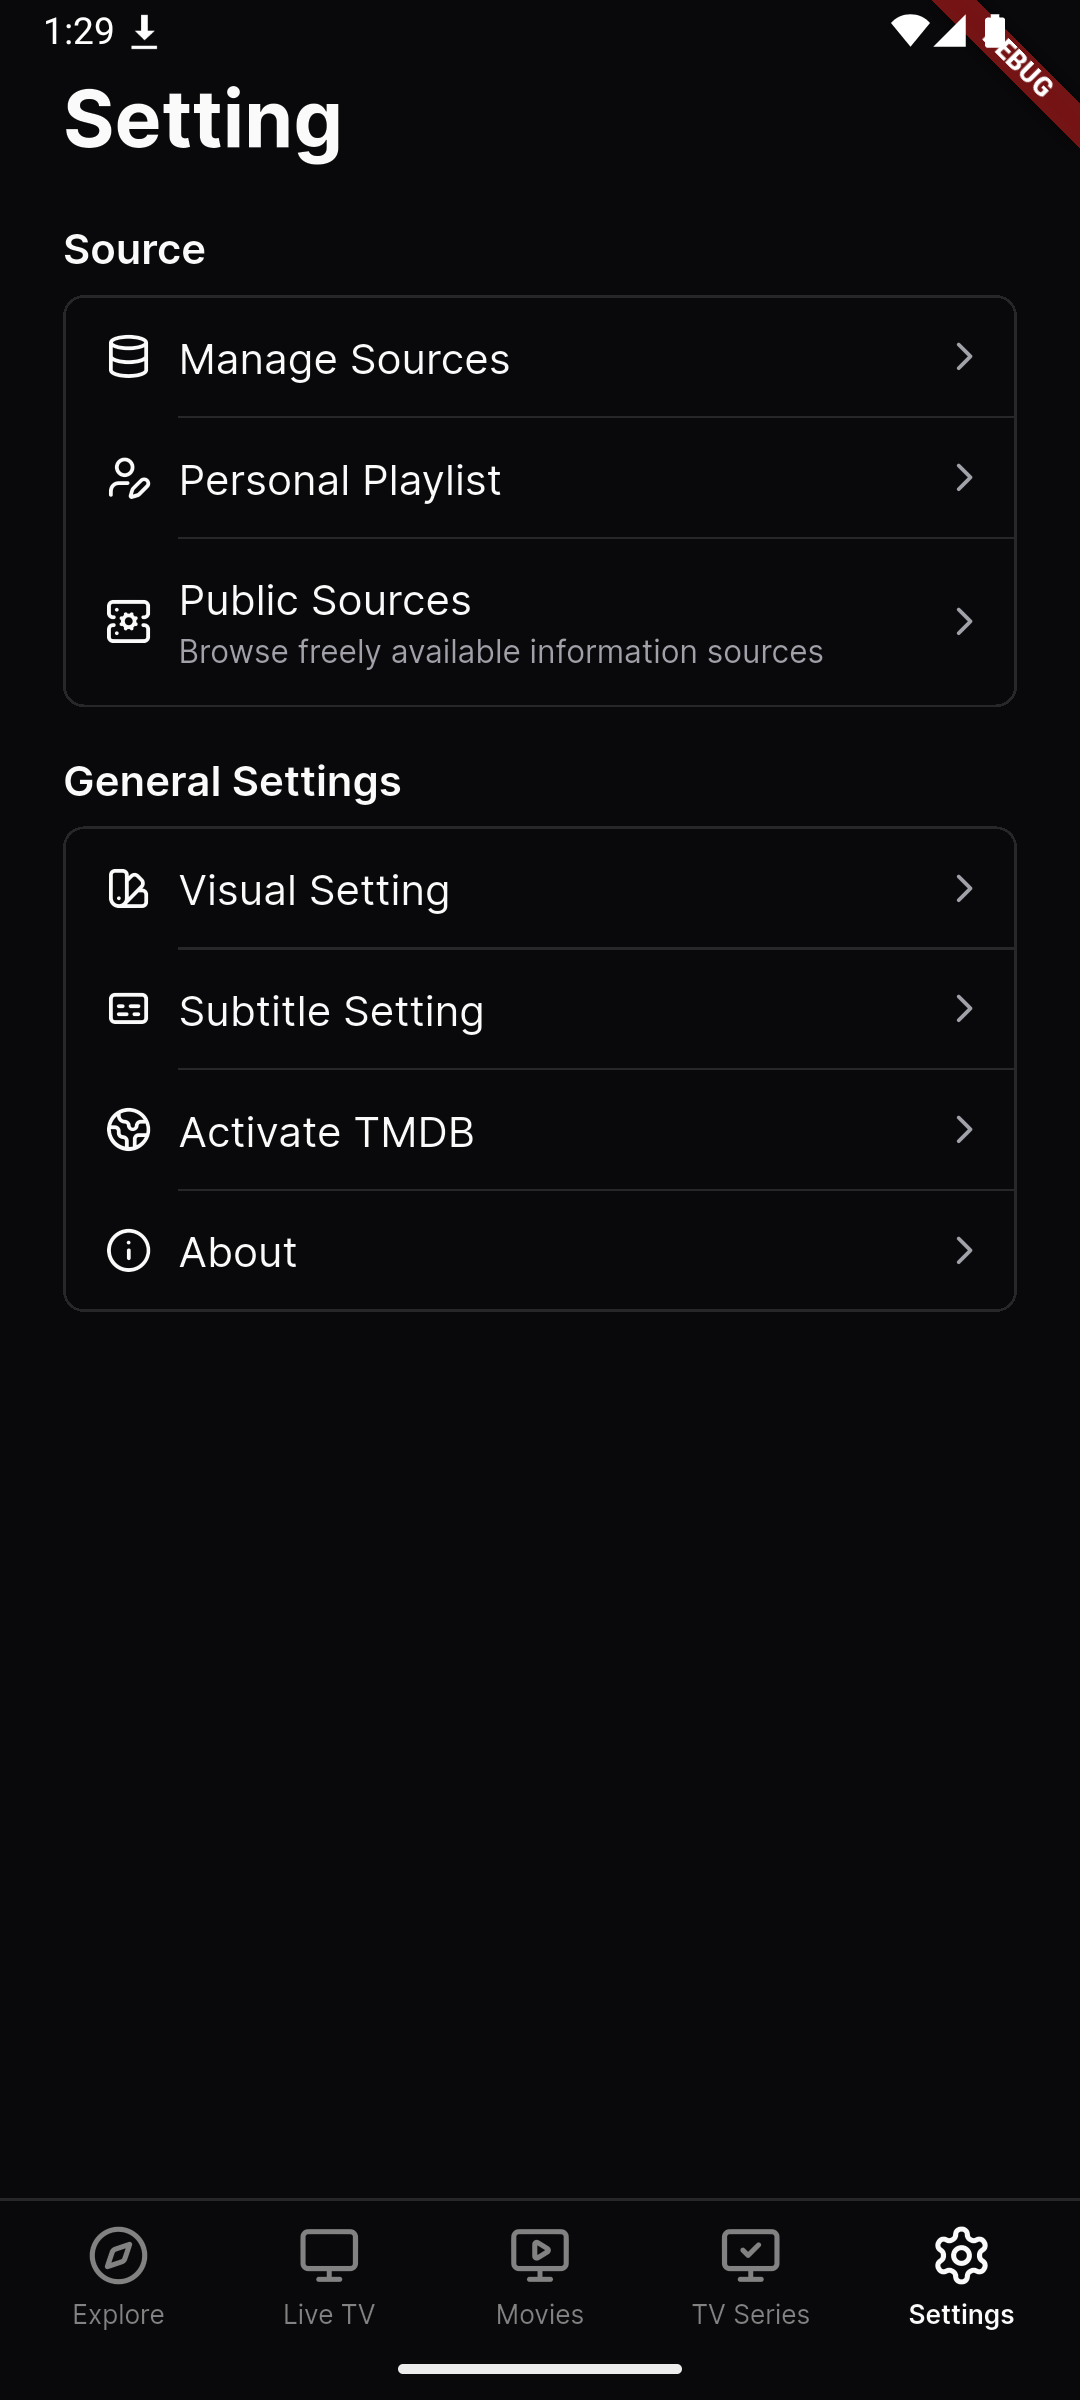 1:29
EBUG
Setting
Source
Manage Sources
Personal Playlist
Public Sources
Browse freely available information sources
General Settings
Visual Setting
Subtitle Setting
Activate TMDB
About
Explore
Live TV
Movies
TV Series
Settings